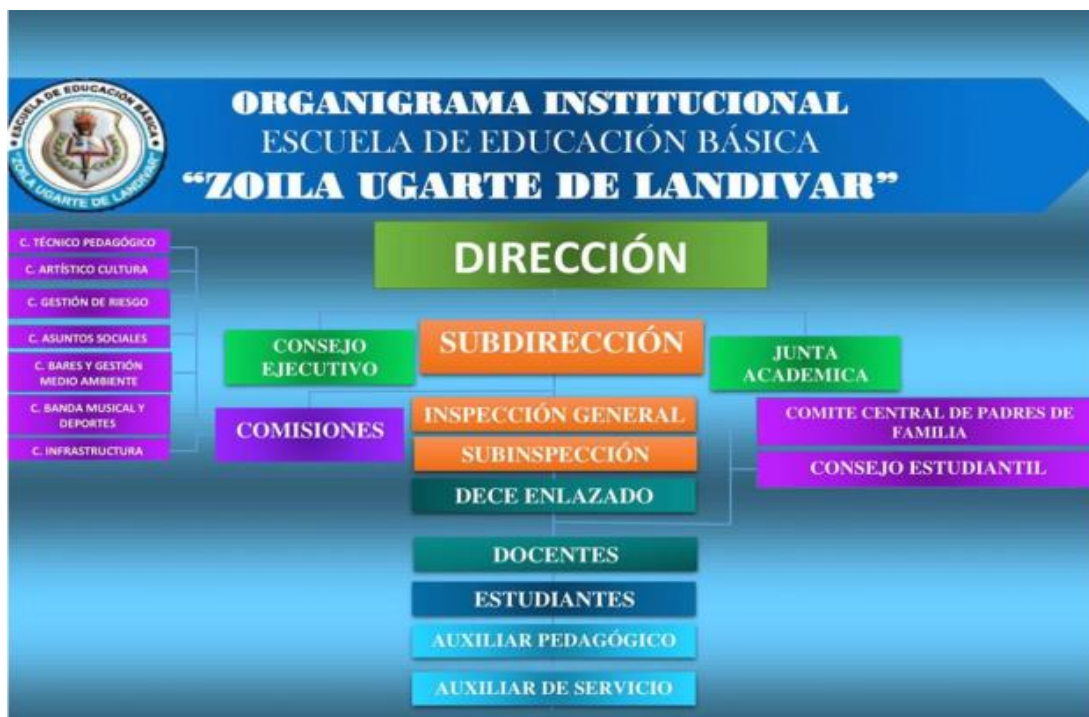 ESCUELA DE EDUCACIÓN BÁSICA
"ZOILA UGARTE DE LANDIVAR"
ORGANIGRAMA INSTITUCIONAL
ESCUELA DE EDUCACIÓN BÁSICA
“ZOILA UGARTE DE LANDIVAR”
C. TÉCNICO PEDAGÓGICO
C. ARTÍSTICO CULTURA
C. GESTIÓN DE RIESGO
C. ASUNTOS SOCIALES
C. BARES Y GESTIÓN
MEDIO AMBIENTE
C. BANDA MUSICAL Y
DEPORTES
C. INFRASTRUCTURA
DIRECCIÓN
CONSEJO
EJECUTIVO
SUBDIRECCIÓN
JUNTA
ACADEMICA
COMISIONES
INSPECCIÓN GENERAL
SUBINSPECCIÓN
DECE ENLAZADO
COMITE CENTRAL DE PADRES DE
FAMILIA
CONSEJO ESTUDIANTIL
DOCENTES
ESTUDIANTES
AUXILIAR PEDAGÓGICO
AUXILIAR DE SERVICIO